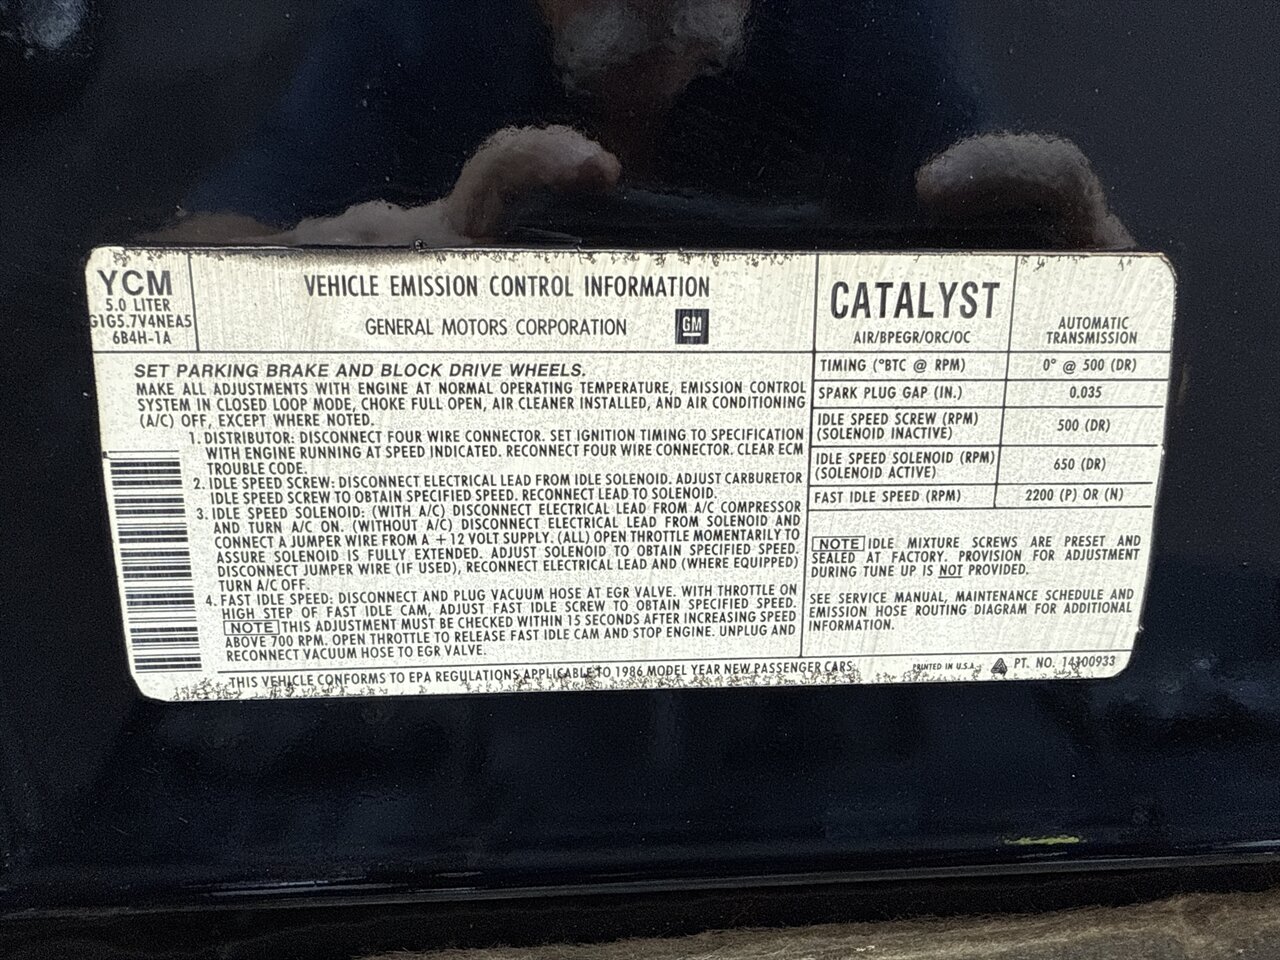 YCM
5.0 LITER
G1G5.7V4NEA5
6B4H-1A
VEHICLE EMISSION CONTROL INFORMATION
GENERAL MOTORS CORPORATION
GM
CATALYST
AIR/BPEGR/ORC/OC
AUTOMATIC
TRANSMISSION
SET PARKING BRAKE AND BLOCK DRIVE WHEELS.
MAKE ALL ADJUSTMENTS WITH ENGINE AT NORMAL OPERATING TEMPERATURE, EMISSION CONTROL
SYSTEM IN CLOSED LOOP MODE, CHOKE FULL OPEN, AIR CLEANER INSTALLED, AND AIR CONDITIONING
(A/C) OFF, EXCEPT WHERE NOTED.
1. DISTRIBUTOR: DISCONNECT FOUR WIRE CONNECTOR. SET IGNITION TIMING TO SPECIFICATION
WITH ENGINE RUNNING AT SPEED INDICATED. RECONNECT FOUR WIRE CONNECTOR. CLEAR ECM
TROUBLE CODE.
2. IDLE SPEED SCREW: DISCONNECT ELECTRICAL LEAD FROM IDLE SOLENOID. ADJUST CARBURETOR
IDLE SPEED SCREW TO OBTAIN SPECIFIED SPEED. RECONNECT LEAD TO SOLENOID.
3. IDLE SPEED SOLENOID: (WITH A/C) DISCONNECT ELECTRICAL LEAD FROM A/C COMPRESSOR
AND TURN A/C ON. (WITHOUT A/C) DISCONNECT ELECTRICAL LEAD FROM SOLENOID AND
CONNECT A JUMPER WIRE FROM A + 12 VOLT SUPPLY. (ALL) OPEN THROTTLE MOMENTARILY TO
ASSURE SOLENOID IS FULLY EXTENDED. ADJUST SOLENOID TO OBTAIN SPECIFIED SPEED.
DISCONNECT JUMPER WIRE (IF USED), RECONNECT ELECTRICAL LEAD AND (WHERE EQUIPPED)
TURN A/C OFF.
4. FAST IDLE SPEED: DISCONNECT AND PLUG VACUUM HOSE AT EGR VALVE. WITH THROTTLE ON
HIGH STEP OF FAST IDLE CAM, ADJUST FAST IDLE SCREW TO OBTAIN SPECIFIED SPEED.
NOTE THIS ADJUSTMENT MUST BE CHECKED WITHIN 15 SECONDS AFTER INCREASING SPEED
ABOVE 700 RPM. OPEN THROTTLE TO RELEASE FAST IDLE CAM AND STOP ENGINE. UNPLUG AND
RECONNECT VACUUM HOSE TO EGR VALVE.
TIMING (°BTC @ RPM) 0° @ 500 (DR)
SPARK PLUG GAP (IN.) 0.035
IDLE SPEED SCREW (RPM)
(SOLENOID INACTIVE) 500 (DR)
IDLE SPEED SOLENOID (RPM)
(SOLENOID ACTIVE) 650 (DR)
FAST IDLE SPEED (RPM) 2200 (P) OR (N)
NOTE IDLE MIXTURE SCREWS ARE PRESET AND
SEALED AT FACTORY. PROVISION FOR ADJUSTMENT
DURING TUNE UP IS NOT PROVIDED.
SEE SERVICE MANUAL, MAINTENANCE SCHEDULE AND
EMISSION HOSE ROUTING DIAGRAM FOR ADDITIONAL
INFORMATION.
THIS VEHICLE CONFORMS TO EPA REGULATIONS APPLICABLE TO 1986 MODEL YEAR NEW PASSENGER CARS.
PRINTED IN U.S.A. PT. NO. 14100933